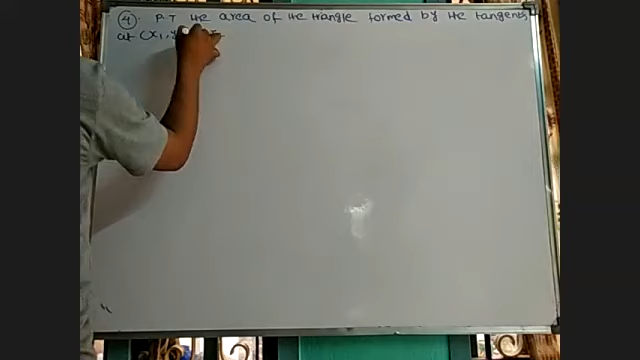 ④. P.T the area of the triangle formed by the tangents
at (x₁, y